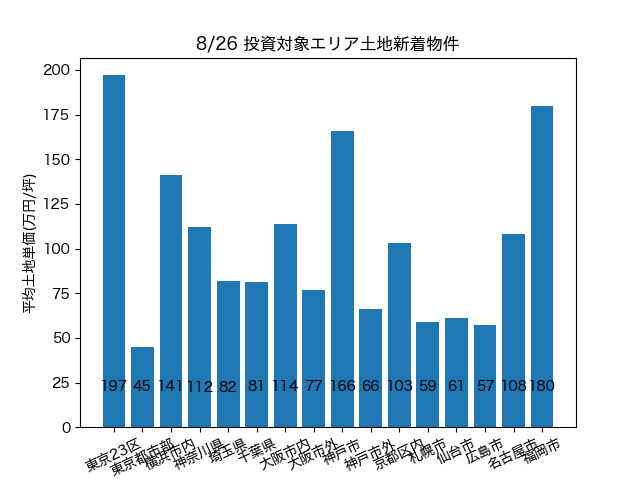 8/26 投資対象エリア土地新着物件
平均土地単価(万円/坪)
200
175
150
125
100
75
50
25
0
197 45 141 112 82 81 114 77 166 66 103 59 61 57 108 180
東京23区 東京都市部 横浜市内 神奈川県 埼玉県 千葉県 大阪市内 大阪市外 神戸市 神戸市外 京都区内 札幌市 仙台市 広島市 名古屋市 福岡市